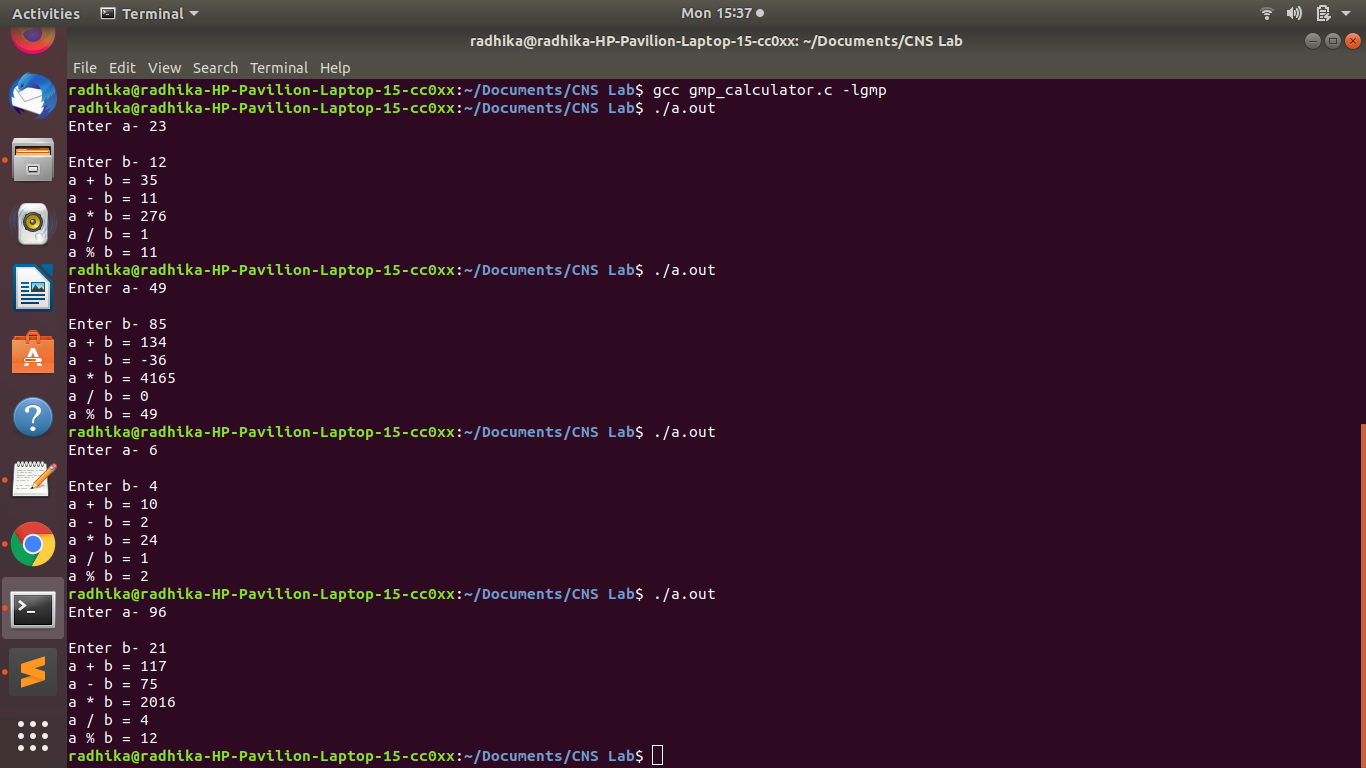 Activities Terminal Mon 15:37
radhika@radhika-HP-Pavilion-Laptop-15-cc0xx: ~/Documents/CNS Lab
File Edit View Search Terminal Help
radhika@radhika-HP-Pavilion-Laptop-15-cc0xx:~/Documents/CNS Lab$ gcc gmp_calculator.c -lgmp
radhika@radhika-HP-Pavilion-Laptop-15-cc0xx:~/Documents/CNS Lab$ ./a.out
Enter a- 23
Enter b- 12
a + b = 35
a - b = 11
a * b = 276
a / b = 1
a % b = 11
radhika@radhika-HP-Pavilion-Laptop-15-cc0xx:~/Documents/CNS Lab$ ./a.out
Enter a- 49
Enter b- 85
a + b = 134
a - b = -36
a * b = 4165
a / b = 0
a % b = 49
radhika@radhika-HP-Pavilion-Laptop-15-cc0xx:~/Documents/CNS Lab$ ./a.out
Enter a- 6
Enter b- 4
a + b = 10
a - b = 2
a * b = 24
a / b = 1
a % b = 2
radhika@radhika-HP-Pavilion-Laptop-15-cc0xx:~/Documents/CNS Lab$ ./a.out
Enter a- 96
Enter b- 21
a + b = 117
a - b = 75
a * b = 2016
a / b = 4
a % b = 12
radhika@radhika-HP-Pavilion-Laptop-15-cc0xx:~/Documents/CNS Lab$